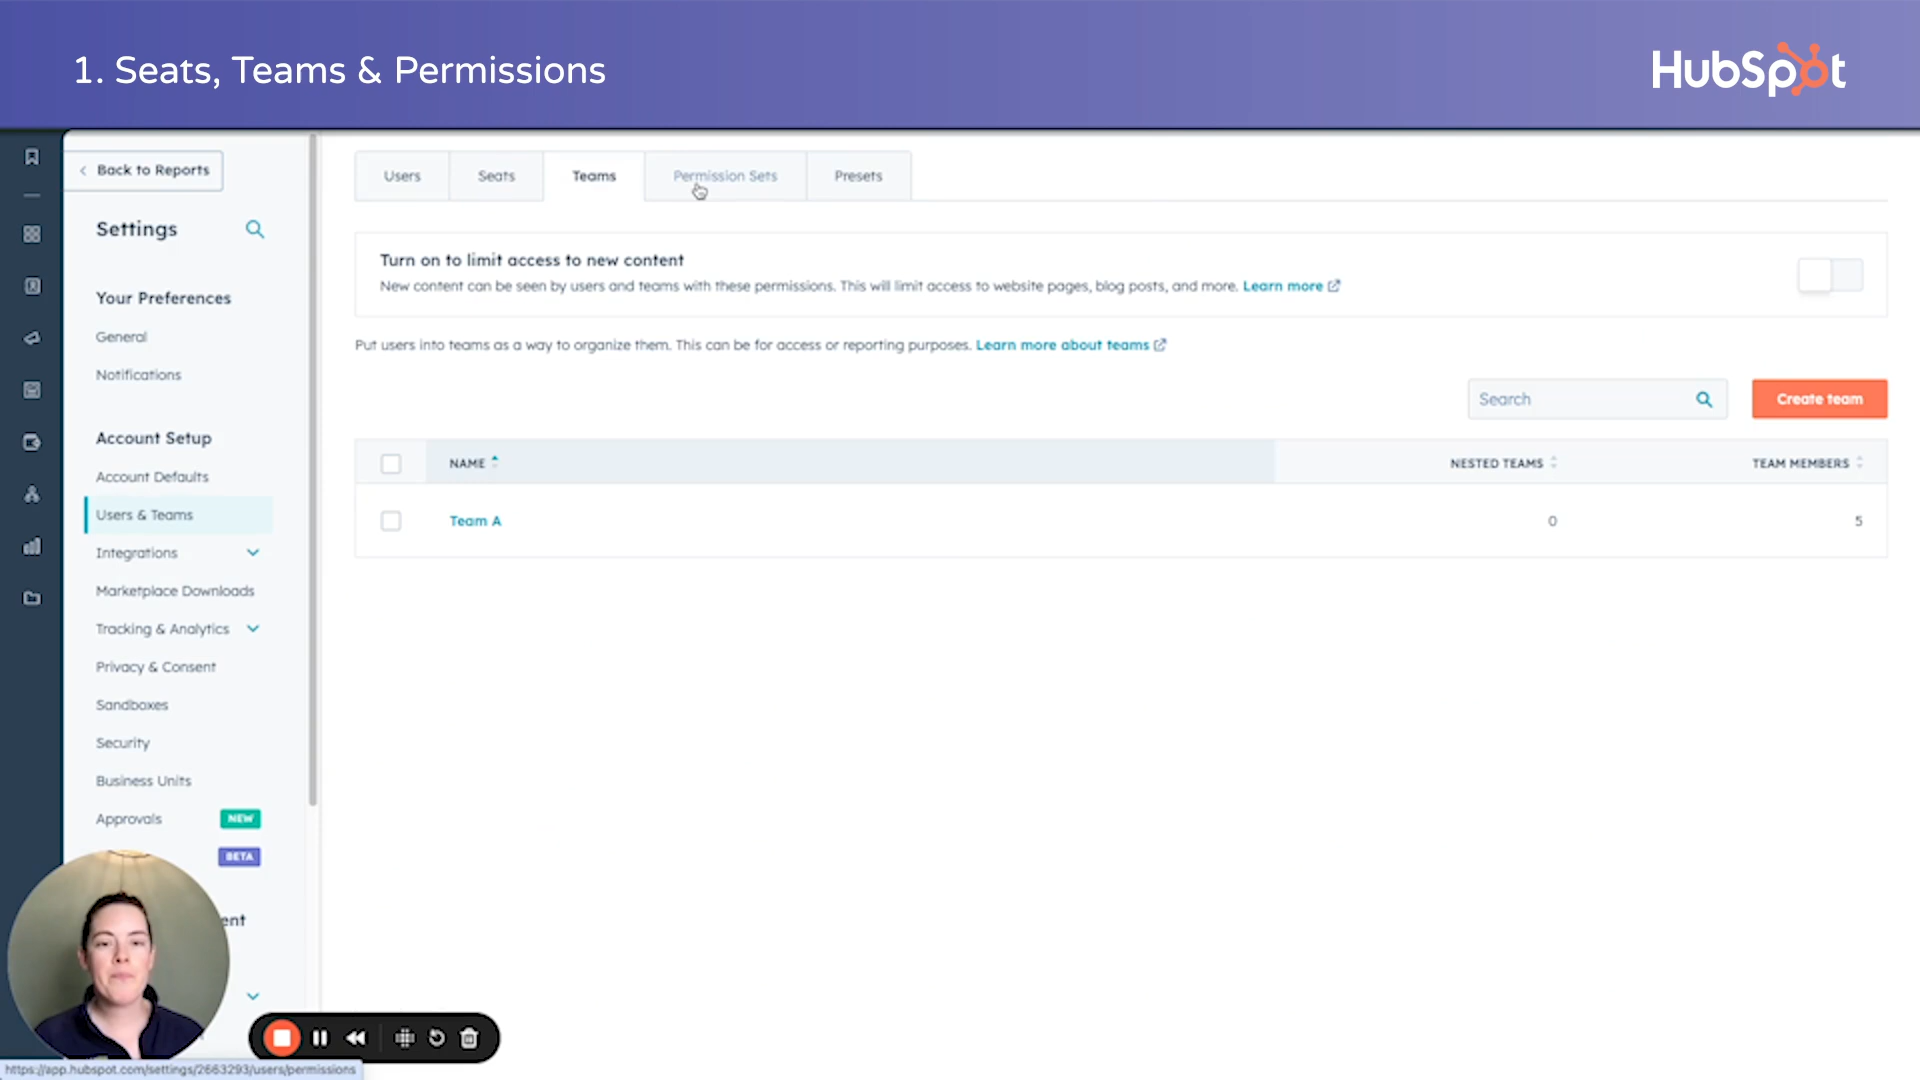 1. Seats, Teams & Permissions
HubSpot
Back to Reports
Settings
Your Preferences
General
Notifications
Account Setup
Account Defaults
Users & Teams
Integrations
Marketplace Downloads
Tracking & Analytics
Privacy & Consent
Sandboxes
Security
Business Units
Approvals NEW
BETA
ent
Users Seats Teams Permission Sets Presets
Turn on to limit access to new content
New content can be seen by users and teams with these permissions. This will limit access to website pages, blog posts, and more. Learn more
Put users into teams as a way to organize them. This can be for access or reporting purposes. Learn more about teams
Search Create team
NAME NESTED TEAMS TEAM MEMBERS
Team A 0 5
https://app.hubspot.com/settings/2663293/users/permissions